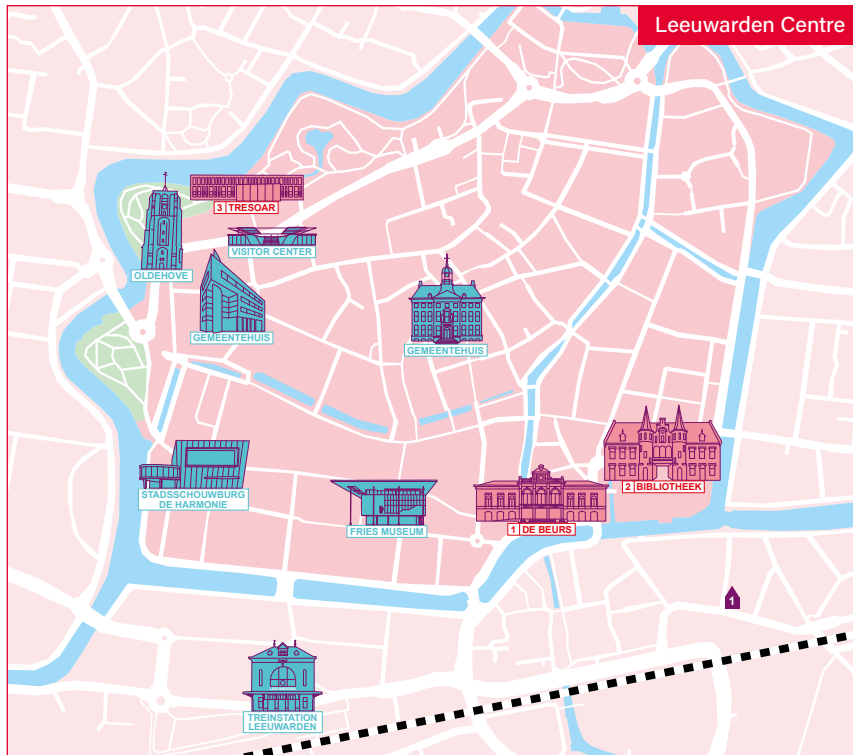 Leeuwarden Centre
3 TRESOAR
VISITOR CENTER
OLDEHOVE
GEMEENTEHUIS
GEMEENTEHUIS
2 BIBLIOTHEEK
STADSSCHOUWBURG
DE HARMONIE
FRIES MUSEUM
1 DE BEURS
1
TREINSTATION
LEEUWARDEN